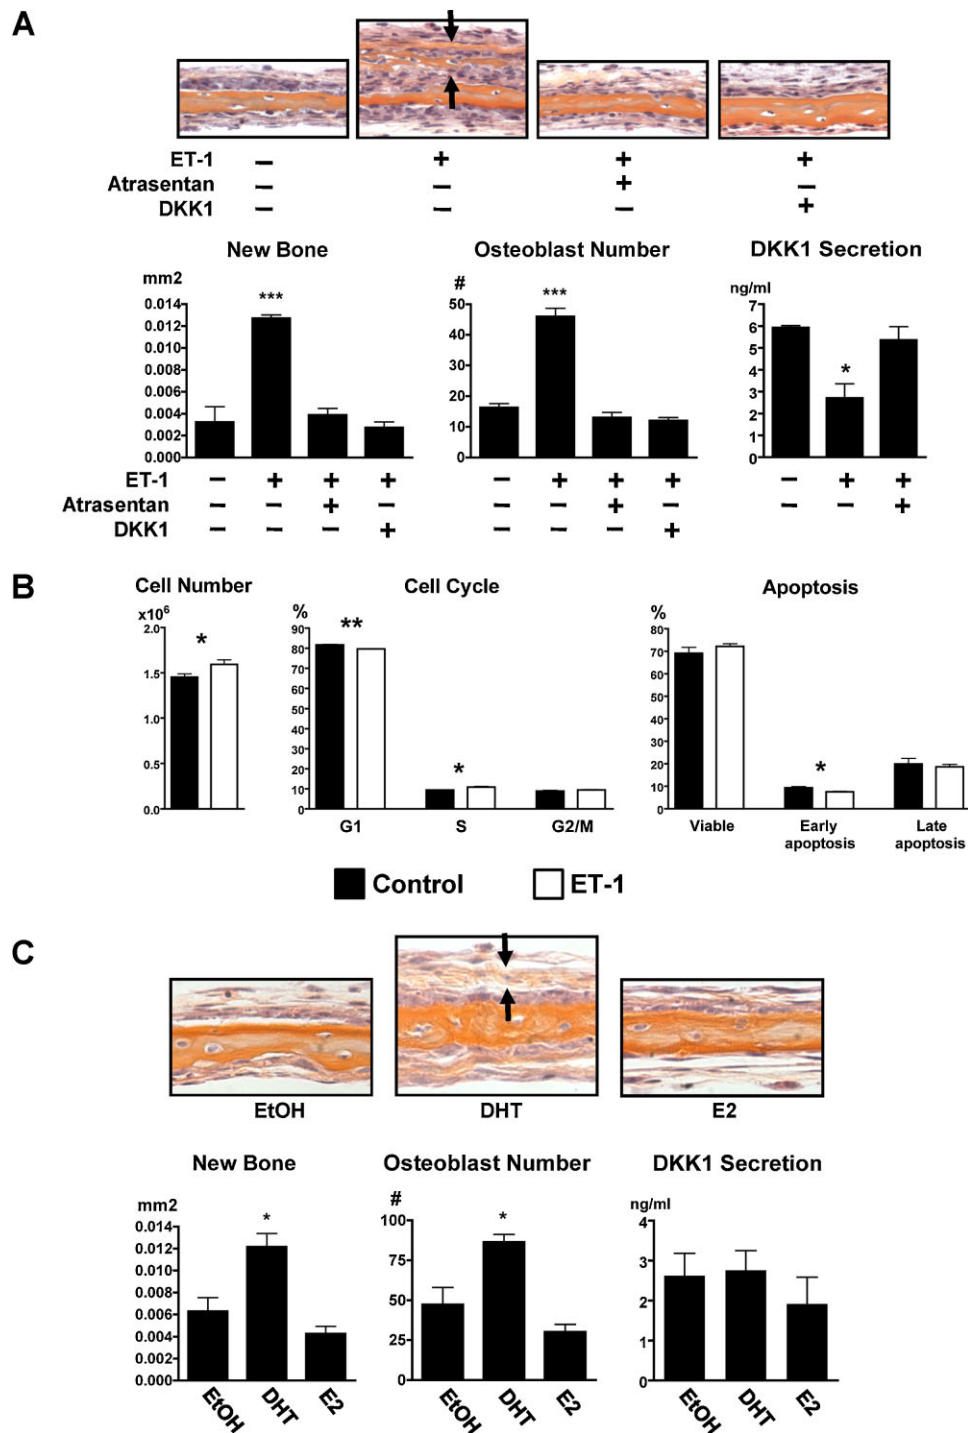 A
ET-1 – + + +
Atrasentan – – + –
DKK1 – – – +
New Bone
mm2
***
0.014
0.012
0.010
0.008
0.006
0.004
0.002
0.000
Osteoblast Number
#
***
50
40
30
20
10
0
DKK1 Secretion
ng/ml
*
7
6
5
4
3
2
1
0
ET-1 – + + + – + + + – + +
Atrasentan – – + – – – + – – – +
DKK1 – – – + – – – +
B
Cell Number
x10⁶
*
2.0
1.5
1.0
0.5
0.0
Cell Cycle
%
**
*
90
80
70
60
50
40
30
20
10
0
G1 S G2/M
Apoptosis
%
*
80
70
60
50
40
30
20
10
0
Viable Early apoptosis Late apoptosis
Control ET-1
C
EtOH DHT E2
New Bone
mm2
*
0.014
0.012
0.010
0.008
0.006
0.004
0.002
0.000
EtOH DHT E2
Osteoblast Number
#
*
100
75
50
25
0
EtOH DHT E2
DKK1 Secretion
ng/ml
4
3
2
1
0
EtOH DHT E2